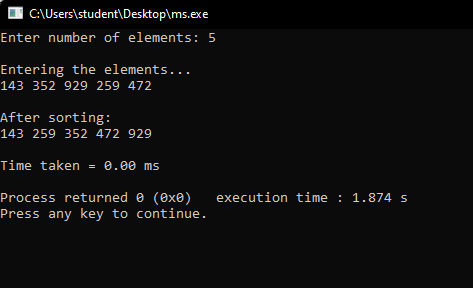 C:\Users\student\Desktop\ms.exe
Enter number of elements: 5
Entering the elements...
143 352 929 259 472
After sorting:
143 259 352 472 929
Time taken = 0.00 ms
Process returned 0 (0x0)   execution time : 1.874 s
Press any key to continue.